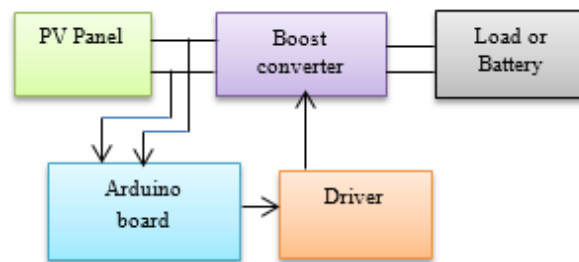 PV Panel
Boost
converter
Load or
Battery
Arduino
board
Driver